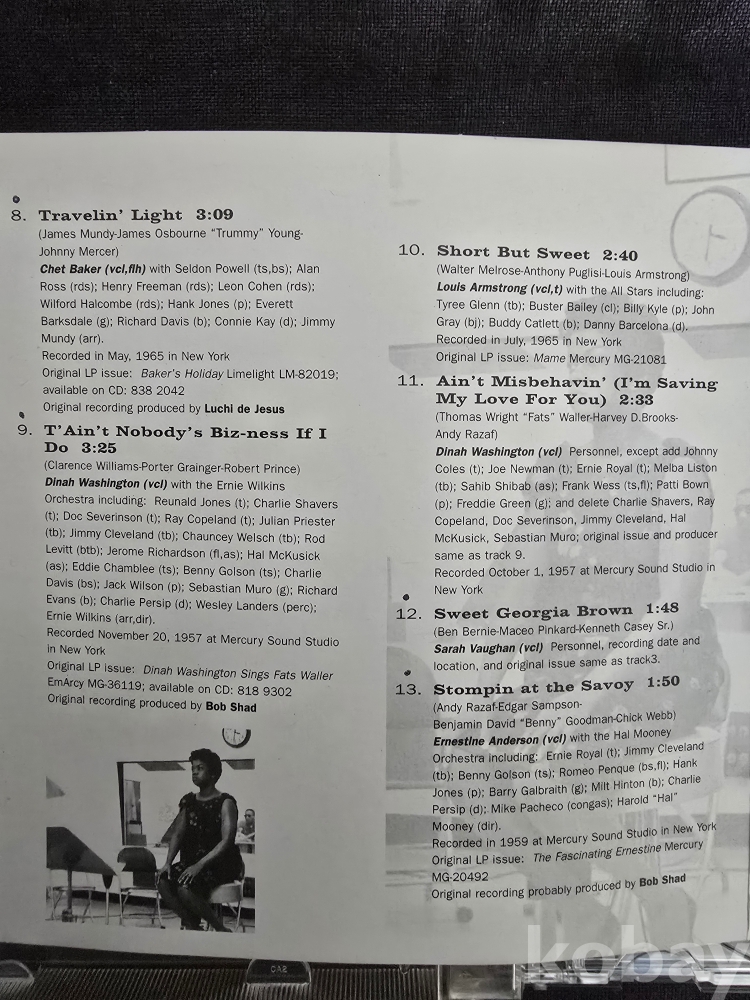 8. Travelin' Light 3:09
(James Mundy-James Osbourne "Trummy" Young-
Johnny Mercer)
Chet Baker (vcl,flh) with Seldon Powell (ts,bs); Alan
Ross (rds); Henry Freeman (rds); Leon Cohen (rds);
Wilford Halcombe (rds); Hank Jones (p); Everett
Barksdale (g); Richard Davis (b); Connie Kay (d); Jimmy
Mundy (arr).
Recorded in May, 1965 in New York
Original LP issue: Baker's Holiday Limelight LM-82019;
available on CD: 838 2042
Original recording produced by Luchi de Jesus
9. T'Ain't Nobody's Biz-ness If I
Do 3:25
(Clarence Williams-Porter Grainger-Robert Prince)
Dinah Washington (vcl) with the Ernie Wilkins
Orchestra including: Reunald Jones (t); Charlie Shavers
(t); Doc Severinson (t); Ray Copeland (t); Julian Priester
(tb); Jimmy Cleveland (tb); Chauncey Welsch (tb); Rod
Levitt (btb); Jerome Richardson (fl,as); Hal McKusick
(as); Eddie Chamblee (ts); Benny Golson (ts); Charlie
Davis (bs); Jack Wilson (p); Sebastian Muro (g); Richard
Evans (b); Charlie Persip (d); Wesley Landers (perc);
Ernie Wilkins (arr,dir).
Recorded November 20, 1957 at Mercury Sound Studio
in New York
Original LP issue: Dinah Washington Sings Fats Waller
EmArcy MG-36119; available on CD: 818 9302
Original recording produced by Bob Shad
10. Short But Sweet 2:40
(Walter Melrose-Anthony Puglisi-Louis Armstrong)
Louis Armstrong (vcl,t) with the All Stars including:
Tyree Glenn (tb); Buster Bailey (cl); Billy Kyle (p); John
Gray (bj); Buddy Catlett (b); Danny Barcelona (d).
Recorded in July, 1965 in New York
Original LP issue: Mame Mercury MG-21081
11. Ain't Misbehavin' (I'm Saving
My Love For You) 2:33
(Thomas Wright "Fats" Waller-Harvey D.Brooks-
Andy Razaf)
Dinah Washington (vcl) Personnel, except add Johnny
Coles (t); Joe Newman (t); Ernie Royal (t); Melba Liston
(tb); Sahib Shibab (as); Frank Wess (ts,fl); Patti Bown
(p); Freddie Green (g); and delete Charlie Shavers, Ray
Copeland, Doc Severinson, Jimmy Cleveland, Hal
McKusick, Sebastian Muro; original issue and producer
same as track 9.
Recorded October 1, 1957 at Mercury Sound Studio in
New York
12. Sweet Georgia Brown 1:48
(Ben Bernie-Maceo Pinkard-Kenneth Casey Sr.)
Sarah Vaughan (vcl) Personnel, recording date and
location, and original issue same as track3.
13. Stompin at the Savoy 1:50
(Andy Razaf-Edgar Sampson-
Benjamin David "Benny" Goodman-Chick Webb)
Ernestine Anderson (vcl) with the Hal Mooney
Orchestra including: Ernie Royal (t); Jimmy Cleveland
(tb); Benny Golson (ts); Romeo Penque (bs,fl); Hank
Jones (p); Barry Galbraith (g); Milt Hinton (b); Charlie
Persip (d); Mike Pacheco (congas); Harold "Hal"
Mooney (dir).
Recorded in 1959 at Mercury Sound Studio in New York
Original LP issue: The Fascinating Ernestine Mercury
MG-20492
Original recording probably produced by Bob Shad
CA2
kobay